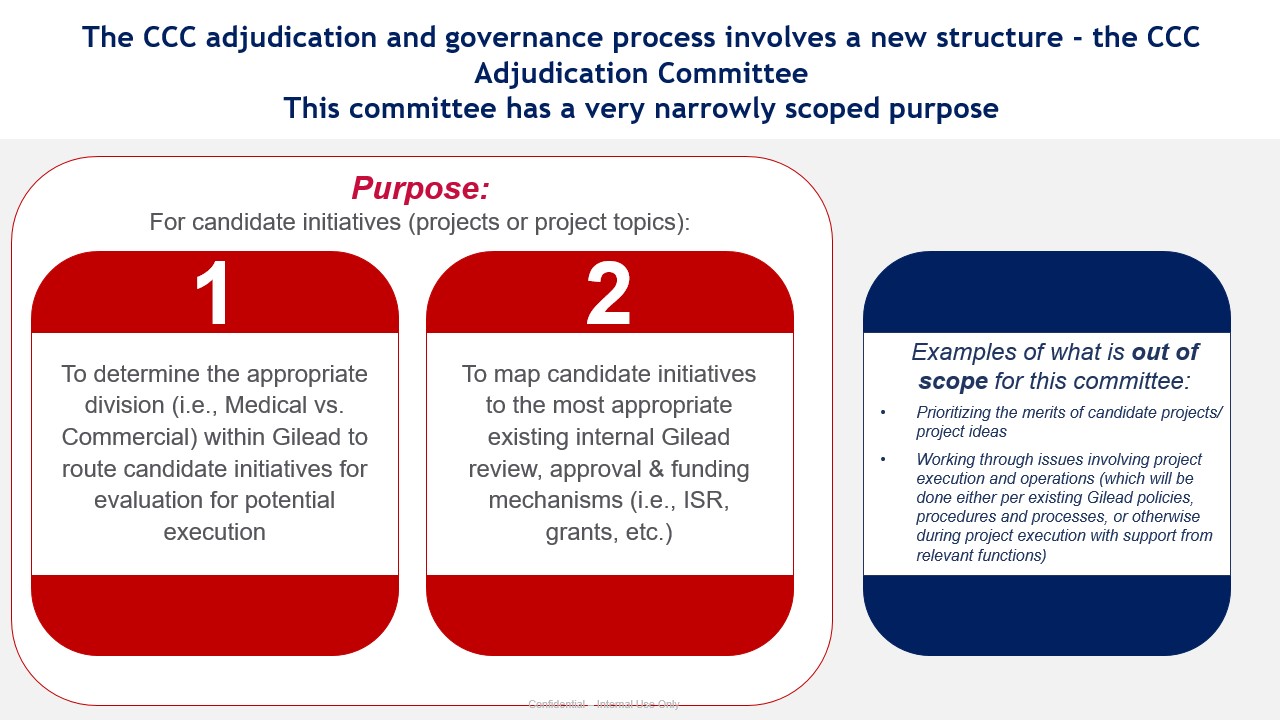 The CCC adjudication and governance process involves a new structure - the CCC
Adjudication Committee
This committee has a very narrowly scoped purpose
Purpose:
For candidate initiatives (projects or project topics):
1
To determine the appropriate
division (i.e., Medical vs.
Commercial) within Gilead to
route candidate initiatives for
evaluation for potential
execution
2
To map candidate initiatives
to the most appropriate
existing internal Gilead
review, approval & funding
mechanisms (i.e., ISR,
grants, etc.)
Examples of what is out of
scope for this committee:
• Prioritizing the merits of candidate projects/
project ideas
• Working through issues involving project
execution and operations (which will be
done either per existing Gilead policies,
procedures and processes, or otherwise
during project execution with support from
relevant functions)
Confidential – Internal Use Only